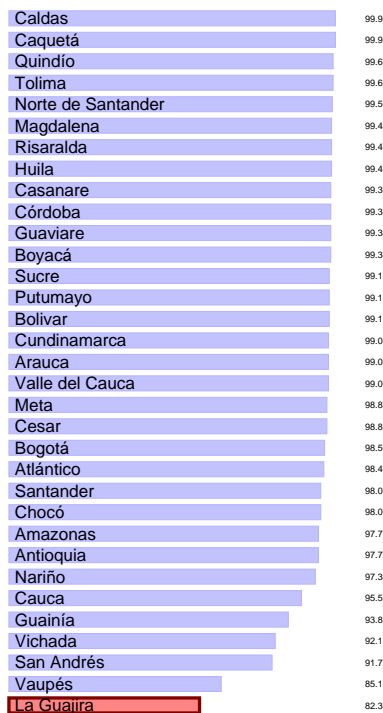 Caldas 99.9
Caquetá 99.9
Quindío 99.6
Tolima 99.6
Norte de Santander 99.5
Magdalena 99.4
Risaralda 99.4
Huila 99.4
Casanare 99.3
Córdoba 99.3
Guaviare 99.3
Boyacá 99.3
Sucre 99.1
Putumayo 99.1
Bolivar 99.1
Cundinamarca 99.0
Arauca 99.0
Valle del Cauca 99.0
Meta 98.8
Cesar 98.8
Bogotá 98.5
Atlántico 98.4
Santander 98.0
Chocó 98.0
Amazonas 97.7
Antioquia 97.7
Nariño 97.3
Cauca 95.5
Guainía 93.8
Vichada 92.1
San Andrés 91.7
Vaupés 85.1
La Guajira 82.3